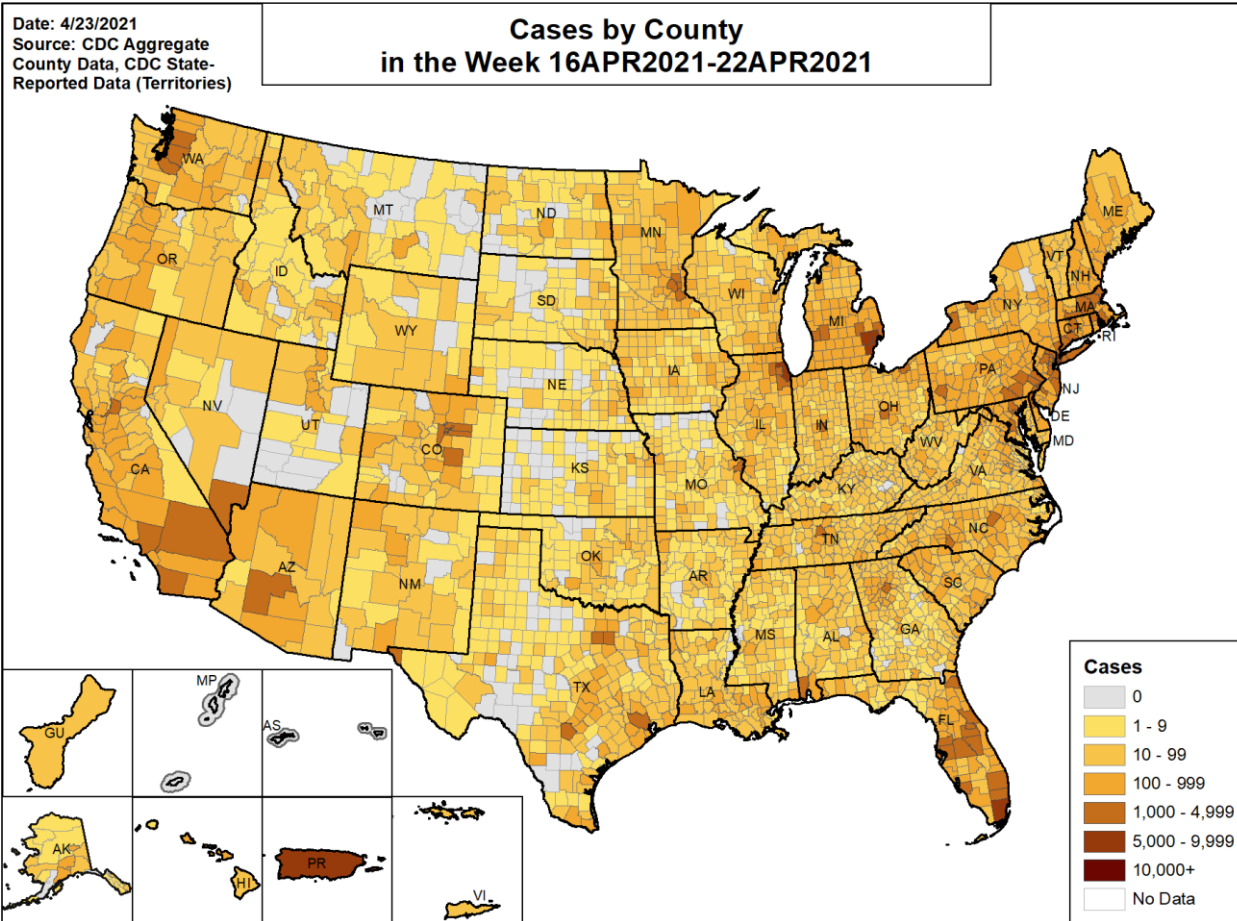 Date: 4/23/2021
Source: CDC Aggregate
County Data, CDC State-
Reported Data (Territories)
Cases by County
in the Week 16APR2021-22APR2021
WA
MT
ND
MN
ME
OR
ID
SD
WI
MI
VT
NH
NY
MA
CT
RI
WY
IA
NE
PA
NJ
NV
UT
CO
IL
IN
OH
DE
MD
WV
VA
CA
KS
MO
KY
AZ
NM
OK
AR
TN
NC
SC
TX
LA
MS
AL
GA
FL
GU
MP
AS
AK
HI
PR
VI
Cases
0
1 - 9
10 - 99
100 - 999
1,000 - 4,999
5,000 - 9,999
10,000+
No Data